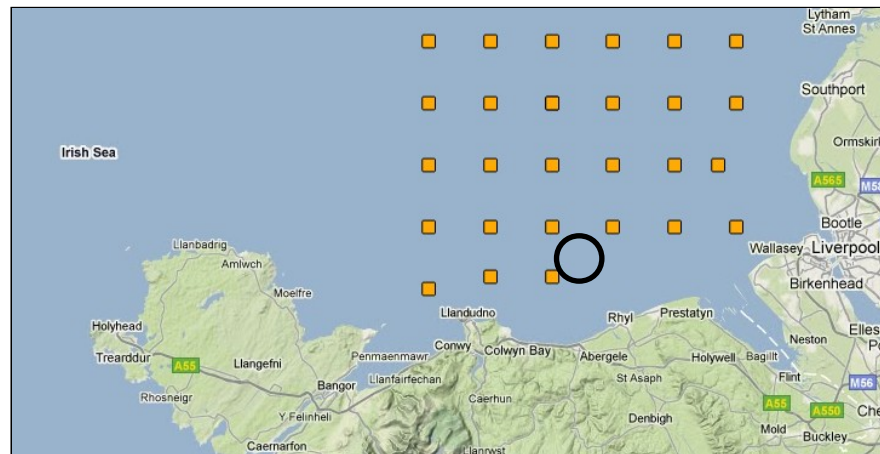 Lytham
St Annes
Southport
Ormskirk
Irish Sea
A565
M58
Bootle
Wallasey
Liverpool
Birkenhead
Llanbadrig
Amlwch
Moelfre
Llandudno
Rhyl
Prestatyn
Neston
Holyhead
Trearddur
A55
Llangefni
Penmaenmawr
Conwy
Colwyn Bay
Abergele
Holywell
Bagillt
Flint
M56
Bangor
Llanfairfechan
St Asaph
Rhosneigr
Y Felinheli
Caerhun
Denbigh
A55
A550
Mold
Buckley
Caernarfon
Llanrwst